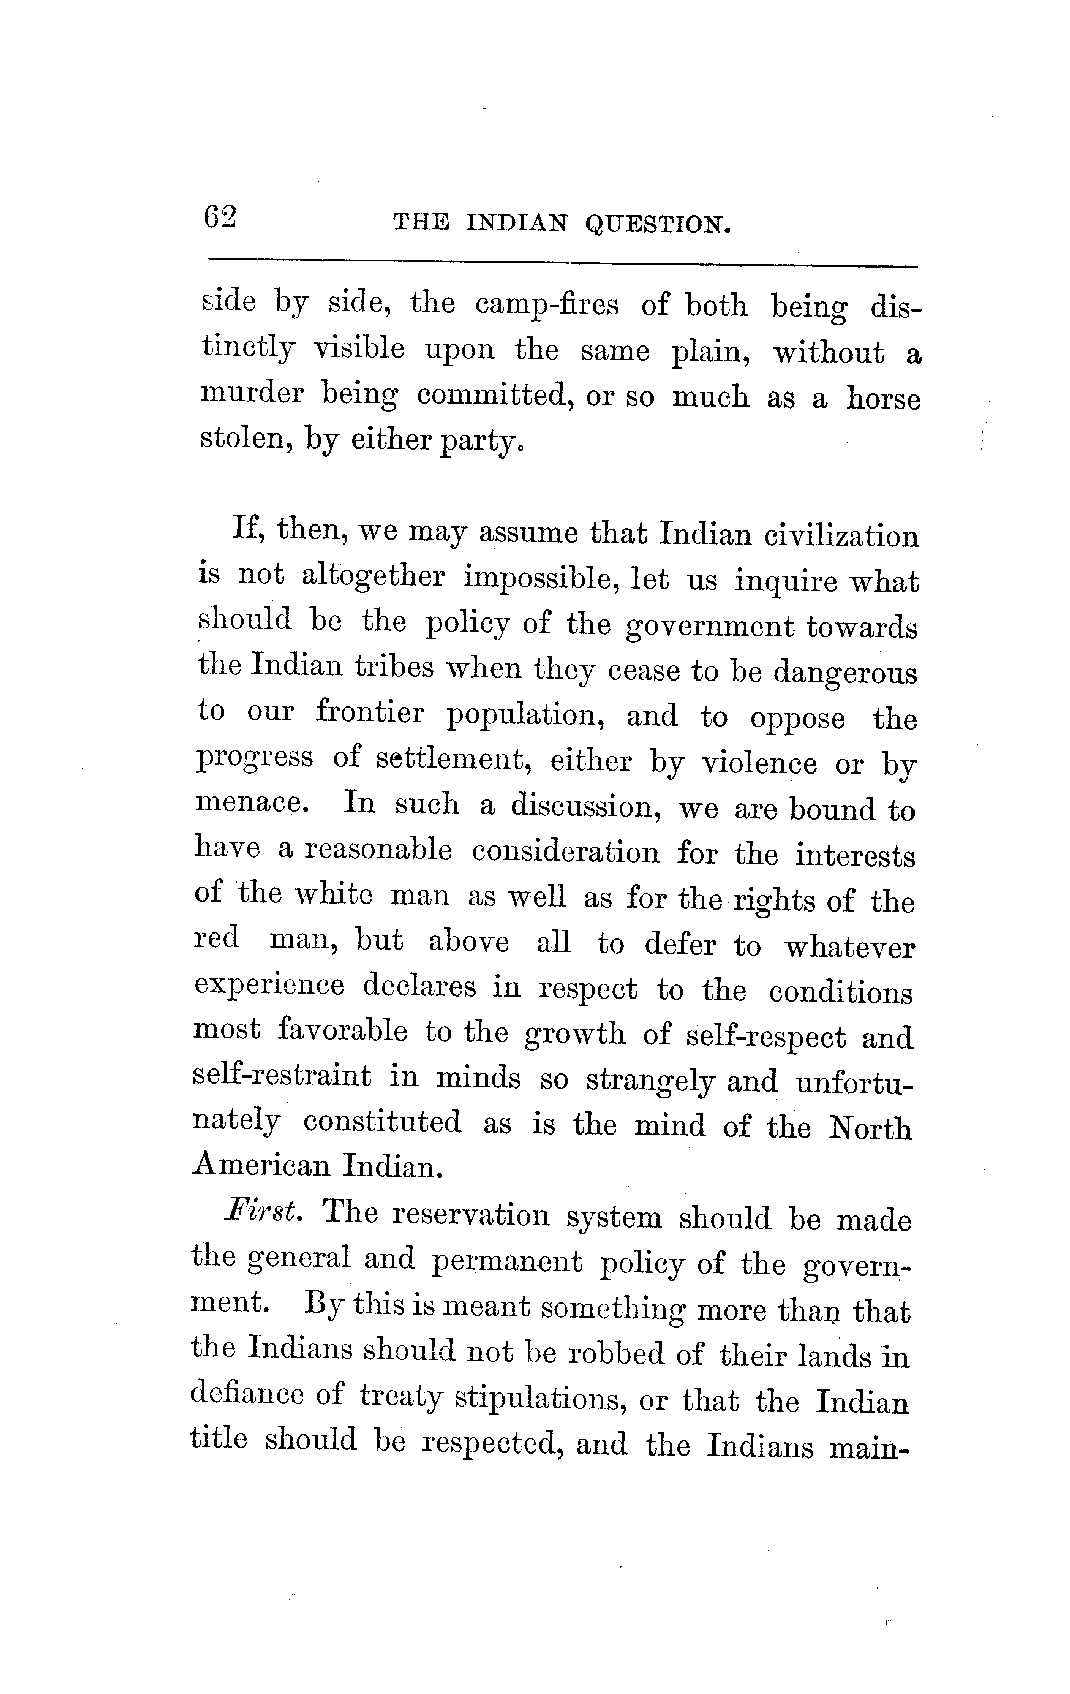 62 THE INDIAN QUESTION.
side by side, the camp-fires of both being dis-
tinctly visible upon the same plain, without a
murder being committed, or so much as a horse
stolen, by either party.
If, then, we may assume that Indian civilization
is not altogether impossible, let us inquire what
should be the policy of the government towards
the Indian tribes when they cease to be dangerous
to our frontier population, and to oppose the
progress of settlement, either by violence or by
menace. In such a discussion, we are bound to
have a reasonable consideration for the interests
of the white man as well as for the rights of the
red man, but above all to defer to whatever
experience declares in respect to the conditions
most favorable to the growth of self-respect and
self-restraint in minds so strangely and unfortu-
nately constituted as is the mind of the North
American Indian.
First. The reservation system should be made
the general and permanent policy of the govern-
ment. By this is meant something more than that
the Indians should not be robbed of their lands in
defiance of treaty stipulations, or that the Indian
title should be respected, and the Indians main-